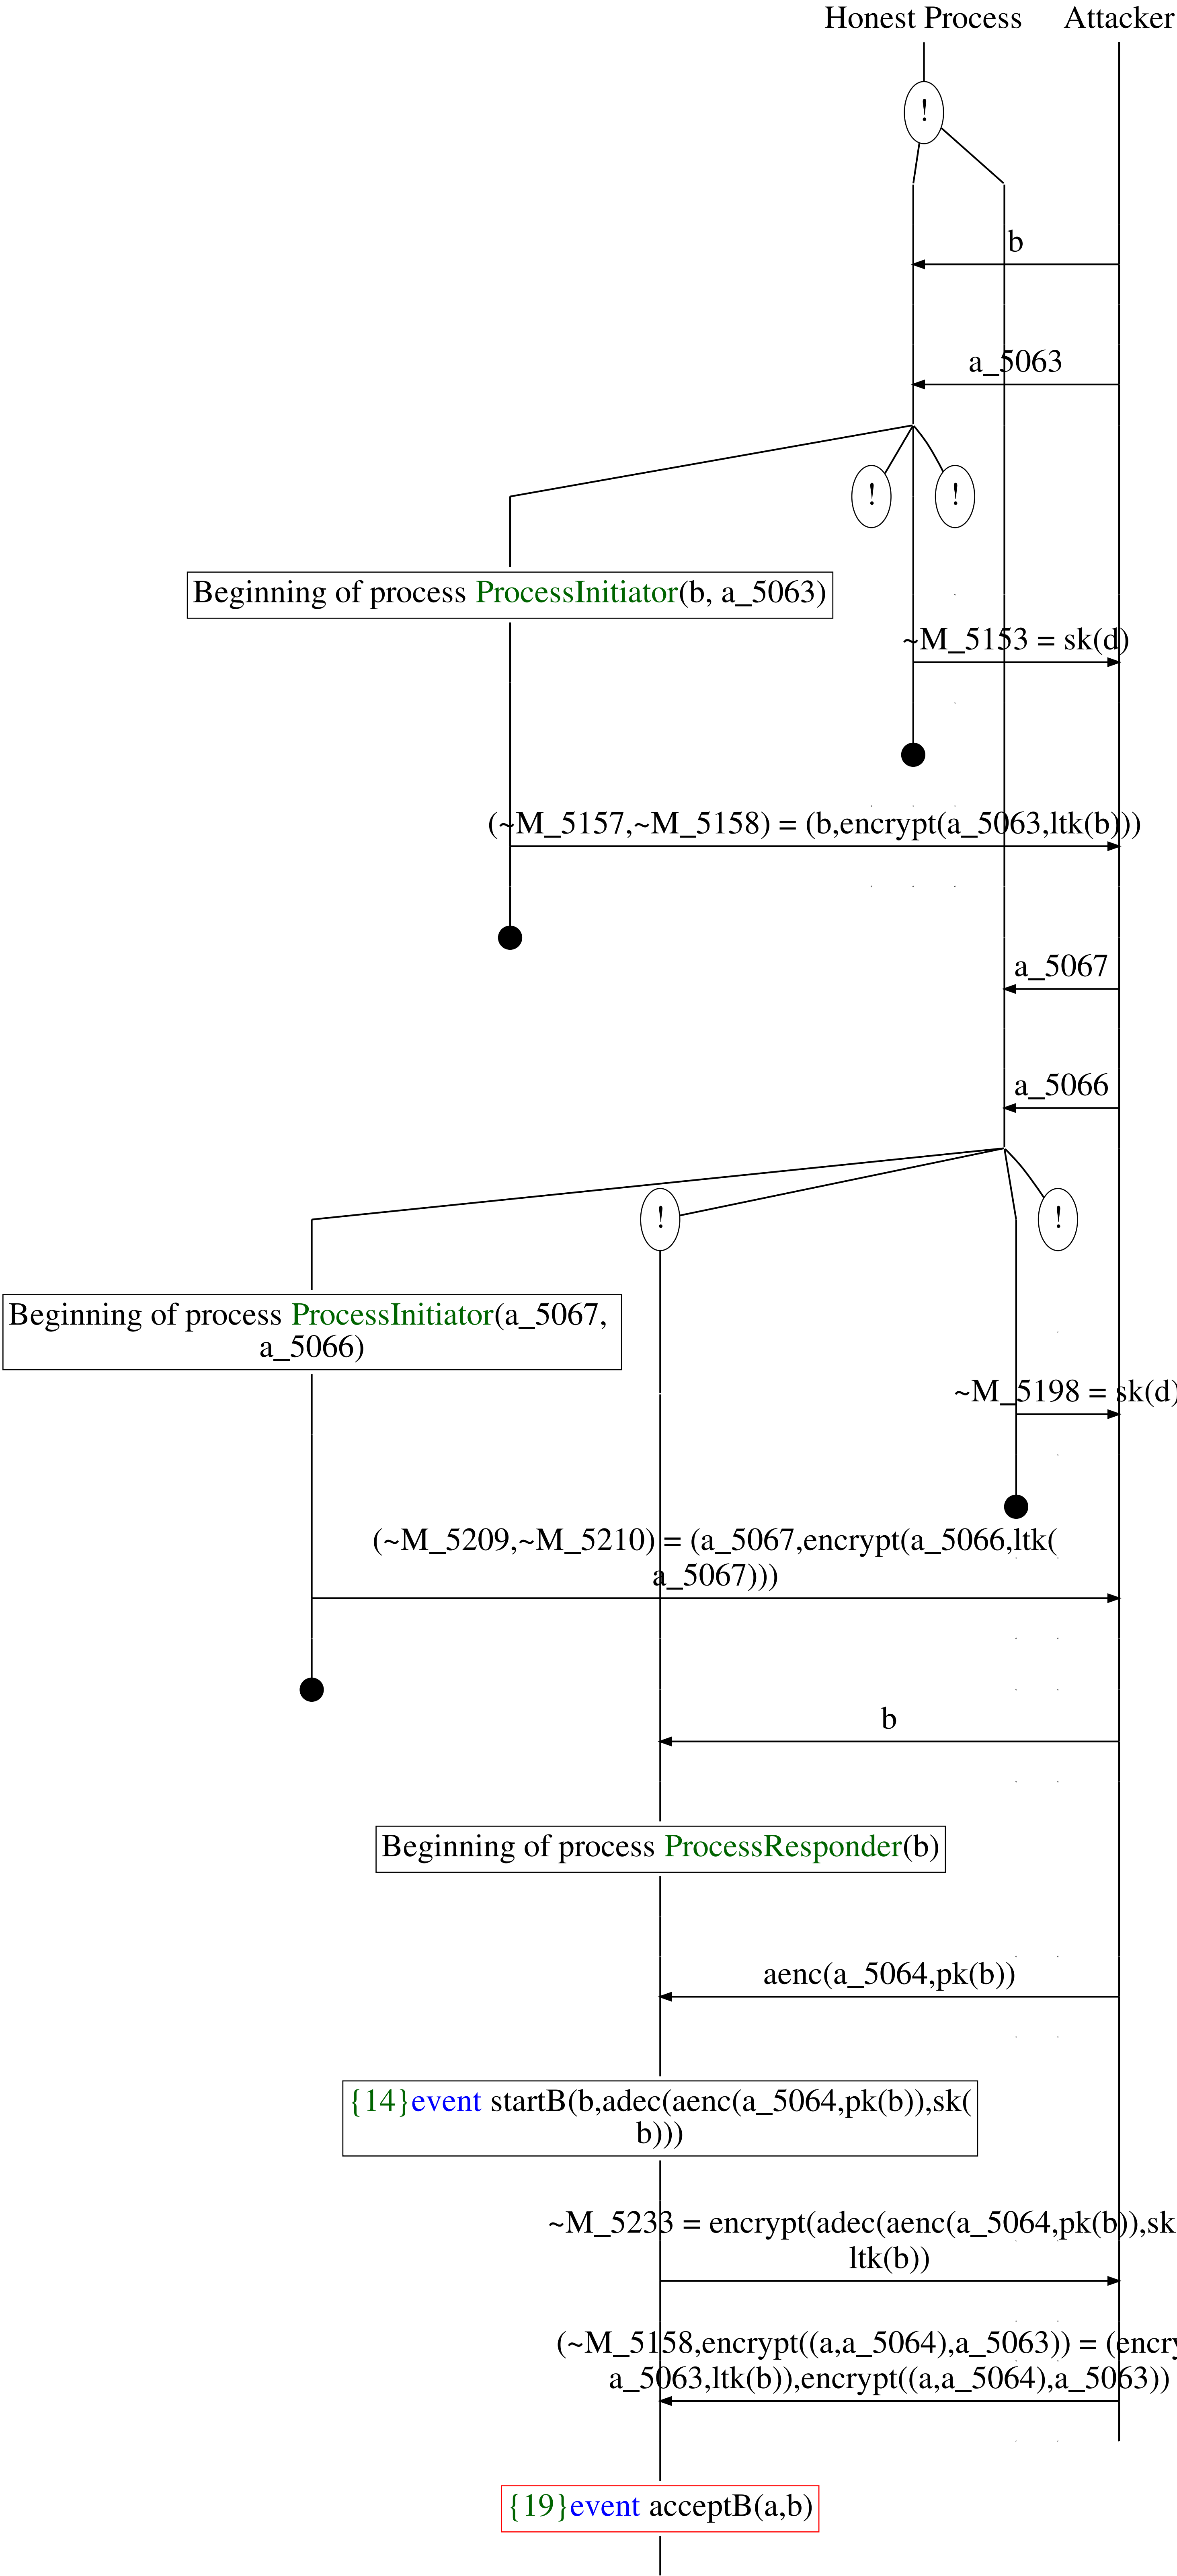 Honest Process
Attacker
!
b
a_5063
!
!
Beginning of process ProcessInitiator(b, a_5063)
~M_5153 = sk(d)
(~M_5157,~M_5158) = (b,encrypt(a_5063,ltk(b)))
a_5067
a_5066
!
!
Beginning of process ProcessInitiator(a_5067,
a_5066)
~M_5198 = sk(d)
(~M_5209,~M_5210) = (a_5067,encrypt(a_5066,ltk(
a_5067)))
b
Beginning of process ProcessResponder(b)
aenc(a_5064,pk(b))
{14}event startB(b,adec(aenc(a_5064,pk(b)),sk(
b)))
~M_5233 = encrypt(adec(aenc(a_5064,pk(b)),sk
ltk(b))
(~M_5158,encrypt((a,a_5064),a_5063)) = (encry
a_5063,ltk(b)),encrypt((a,a_5064),a_5063))
{19}event acceptB(a,b)